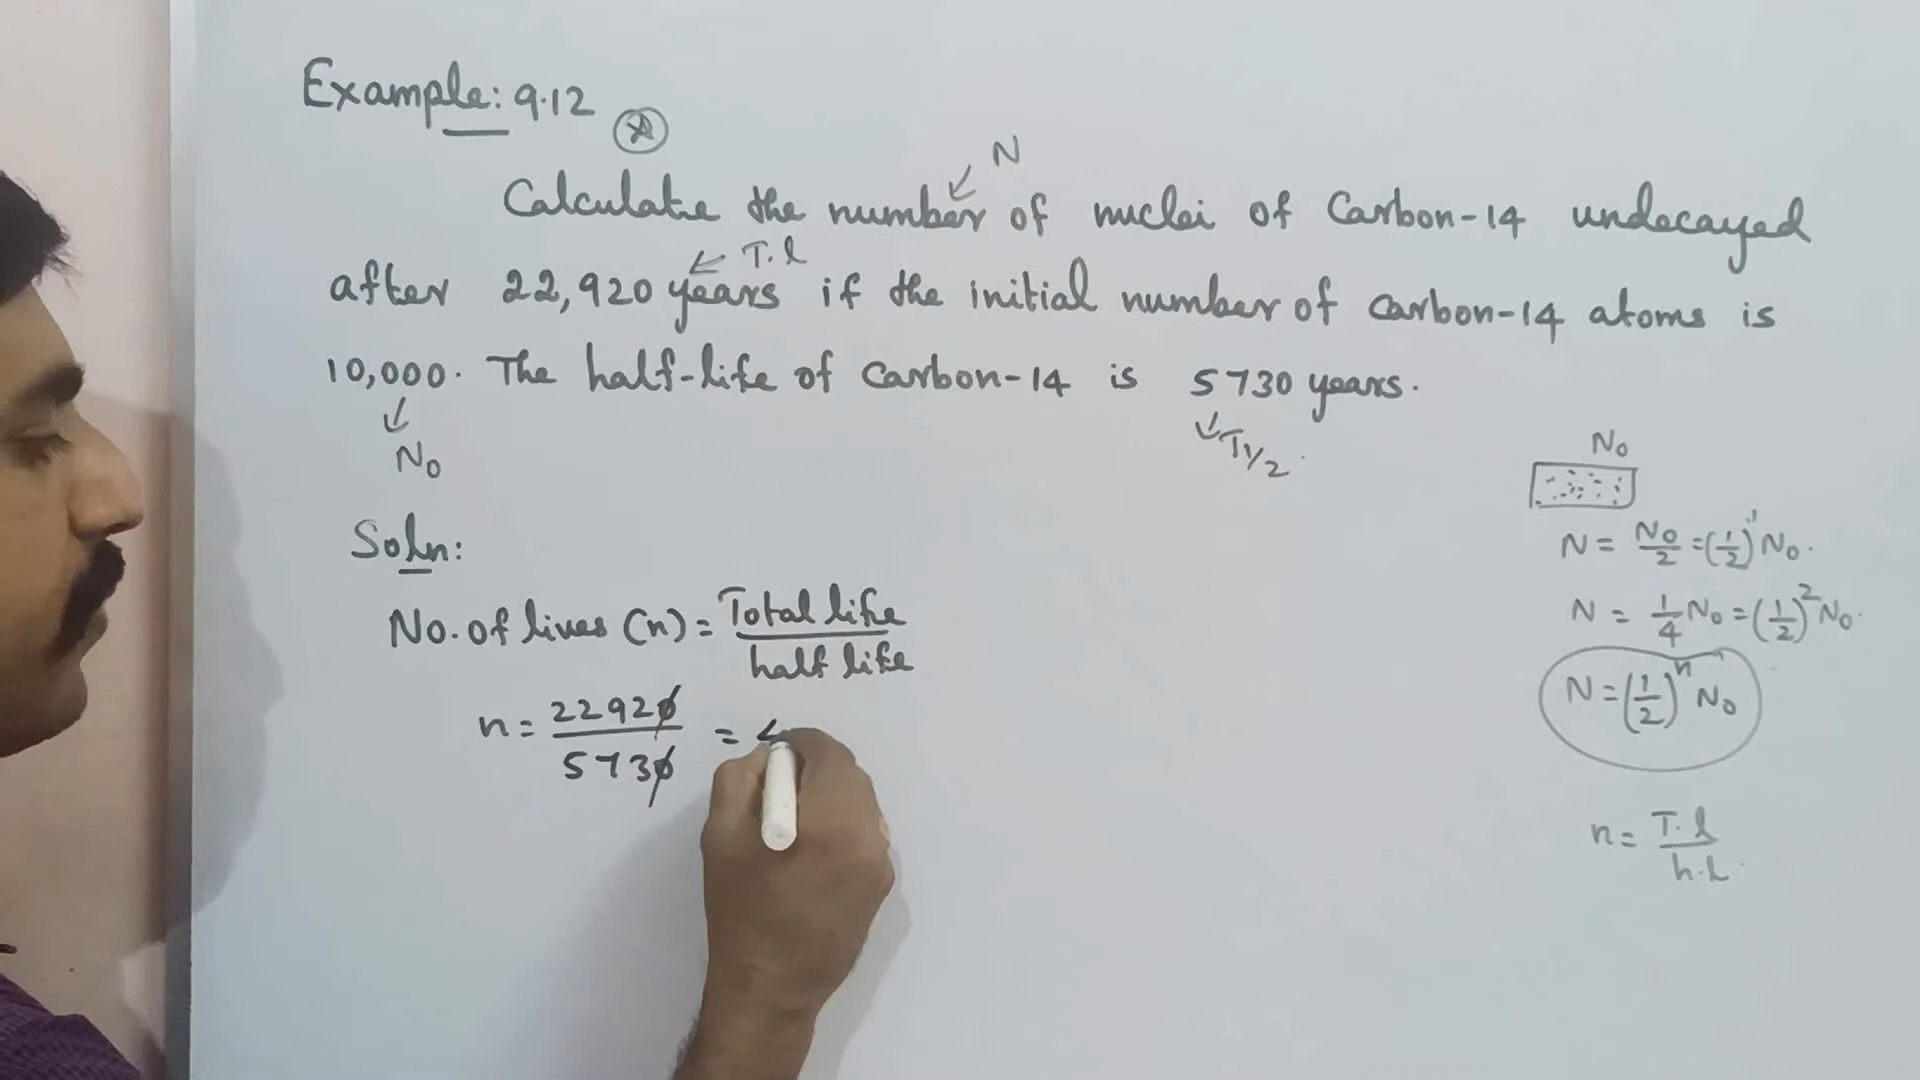 Example: 9.12
N
Calculate the number of nuclei of Carbon-14 undecayed
T.l
after 22,920 years if the initial number of carbon-14 atoms is
10,000. The half-life of carbon-14 is 5730 years.
N₀
T1/2
Soln:
No. of lives (n) = Total life / half life
n = 22920 / 5730 =
N₀
N = N₀/2 = (1/2)¹ N₀.
N = 1/4 N₀ = (1/2)² N₀.
N = (1/2)ⁿ N₀
n = T.l / h.l.